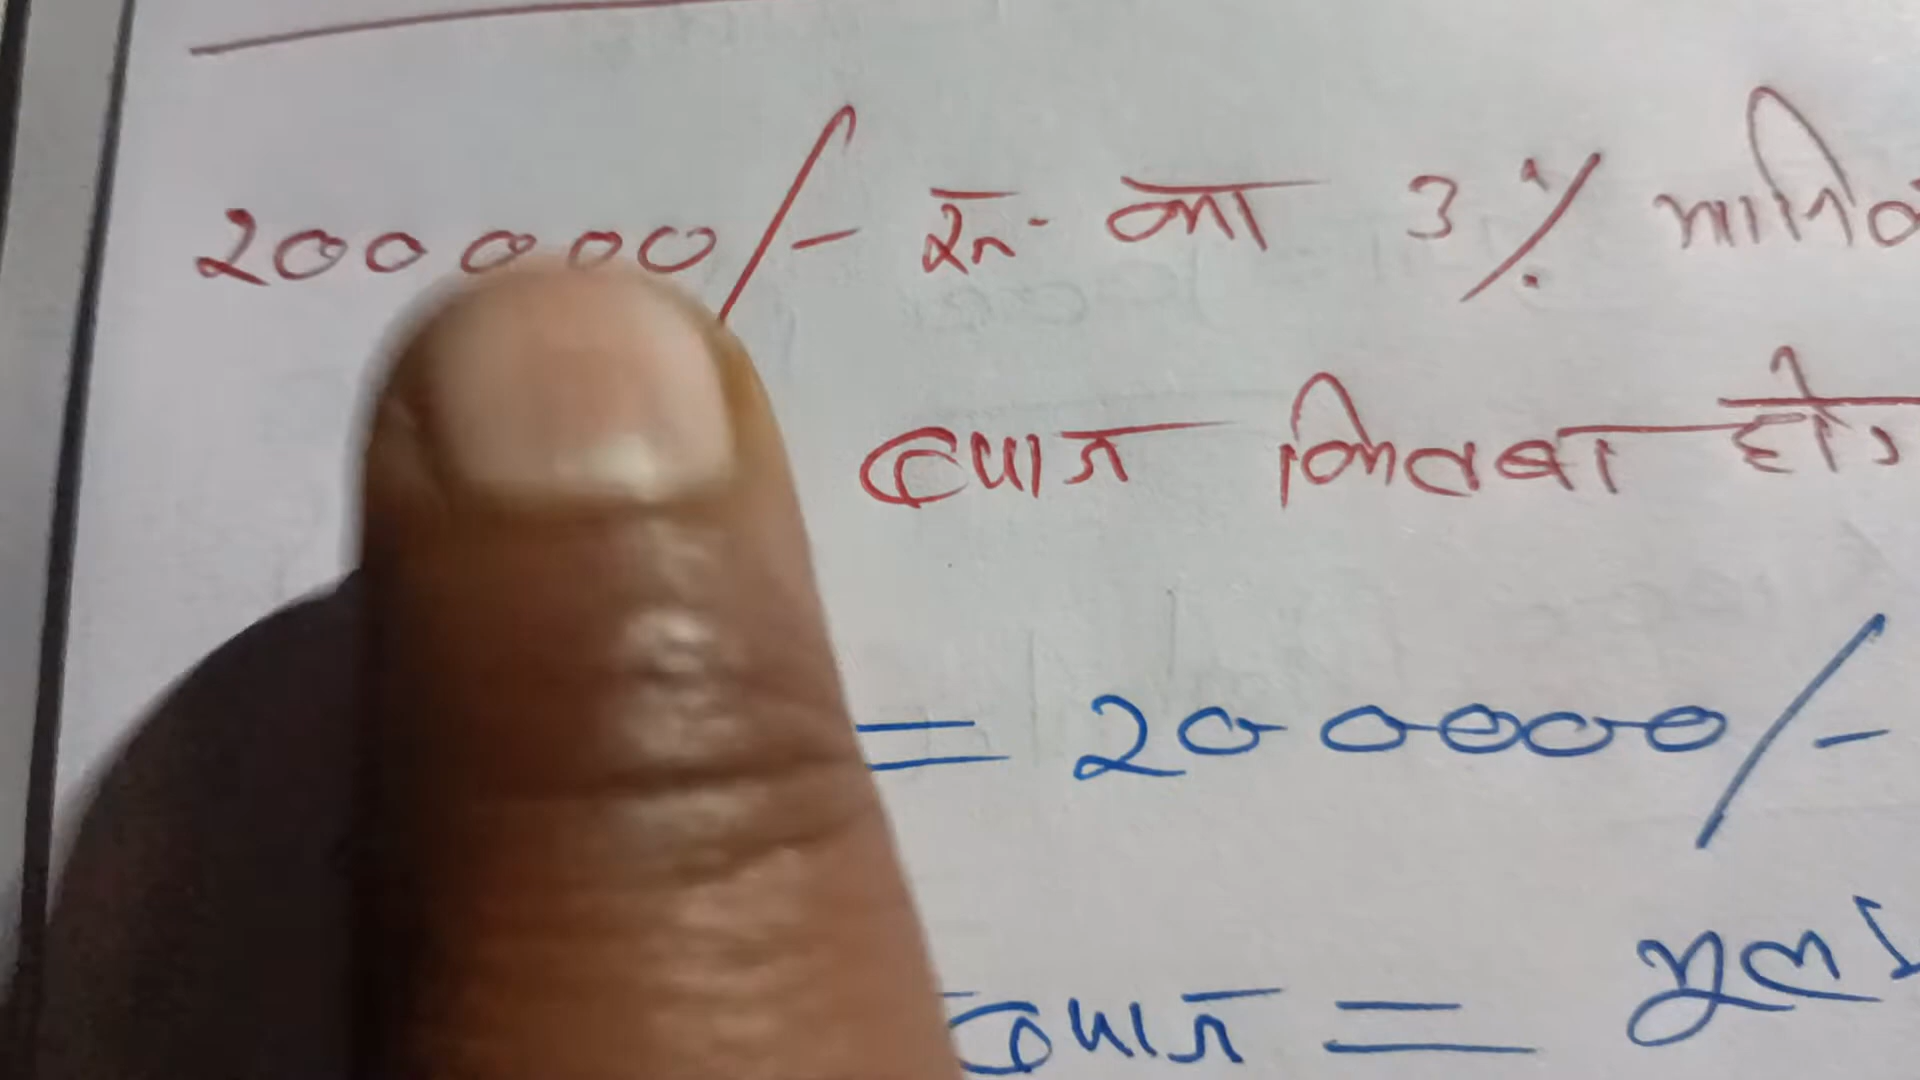 200000/- रू- का 3% मासिक
ब्याज कितना हो
= 200000/-
ब्याज = मूल